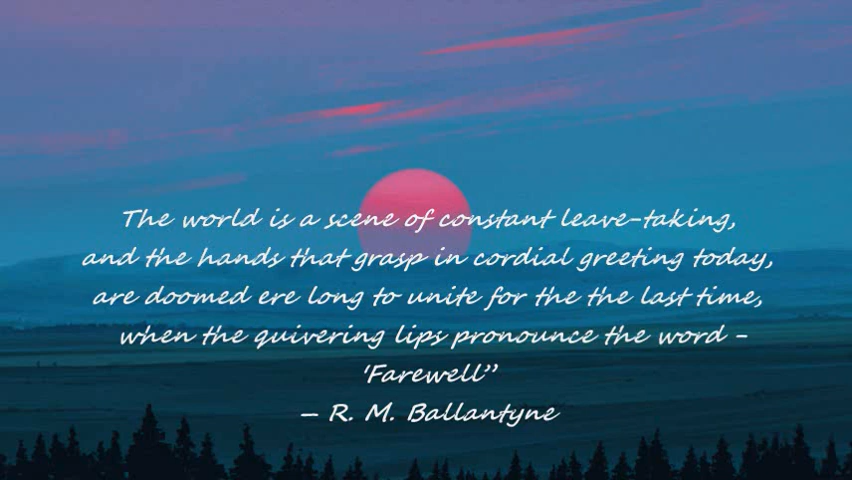 The world is a scene of constant leave-taking,
and the hands that grasp in cordial greeting today,
are doomed ere long to unite for the the last time,
when the quivering lips pronounce the word -
'Farewell”
– R. M. Ballantyne